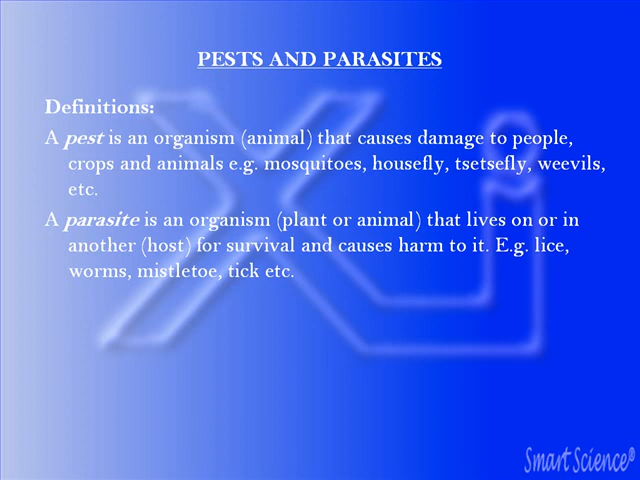 PESTS AND PARASITES
Definitions:
A pest is an organism (animal) that causes damage to people,
crops and animals e.g. mosquitoes, housefly, tsetsefly, weevils,
etc.
A parasite is an organism (plant or animal) that lives on or in
another (host) for survival and causes harm to it. E.g. lice,
worms, mistletoe, tick etc.
Smart Science®